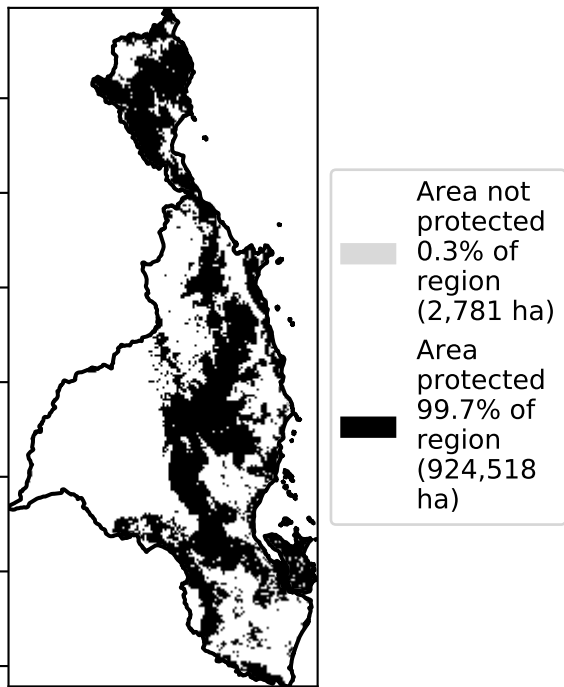 Area not
protected
0.3% of
region
(2,781 ha)
Area
protected
99.7% of
region
(924,518
ha)